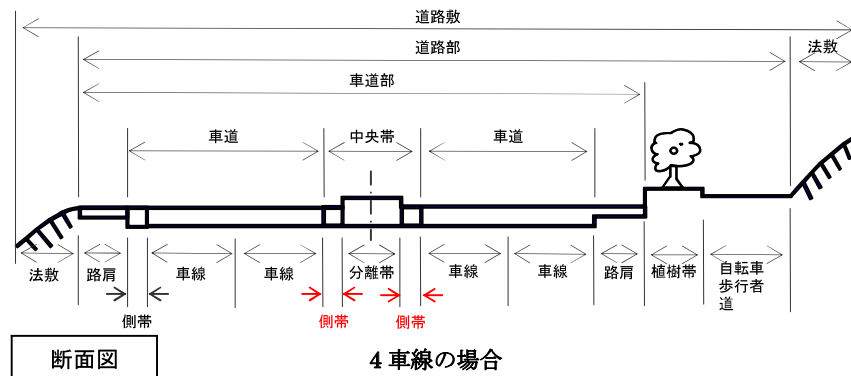 道路敷
道路部
法敷
車道部
車道
中央帯
車道
法敷
路肩
車線
車線
分離帯
車線
車線
路肩
植樹帯
自転車
歩行者
道
側帯
側帯
側帯
断面図
4車線の場合